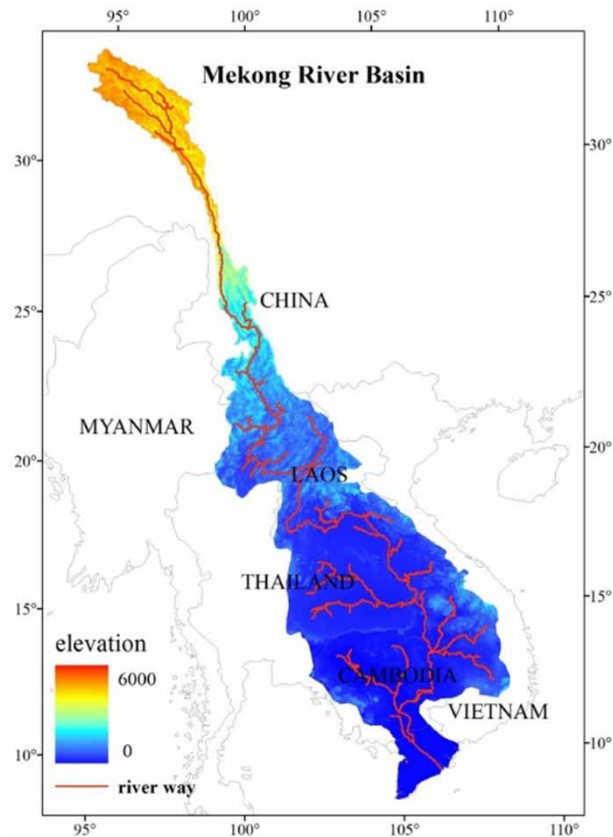 95° 100° 105° 110°
Mekong River Basin
30° 30°
25° CHINA 25°
MYANMAR
20° LAOS 20°
THAILAND
15° 15°
elevation
6000
CAMBODIA
VIETNAM
0
10° 10°
river way
95° 100° 105° 110°